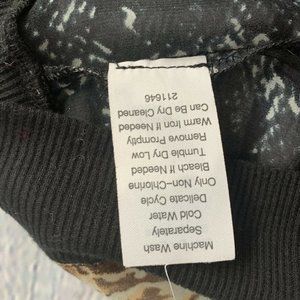 Machine Wash
Separately
Cold Water
Delicate Cycle
Only Non-Chlorine
Bleach If Needed
Tumble Dry Low
Remove Promptly
Warm Iron If Needed
Can Be Dry Cleaned
211646